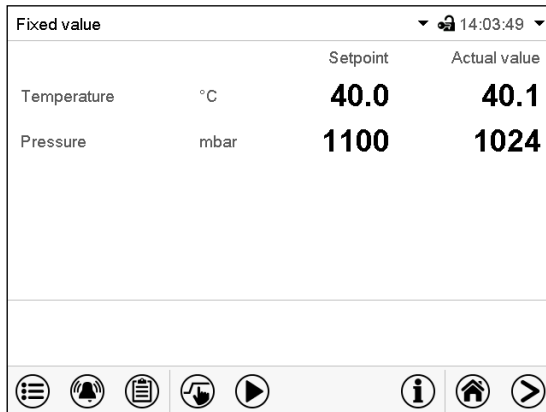 Fixed value 14:03:49
Setpoint Actual value
Temperature °C 40.0 40.1
Pressure mbar 1100 1024